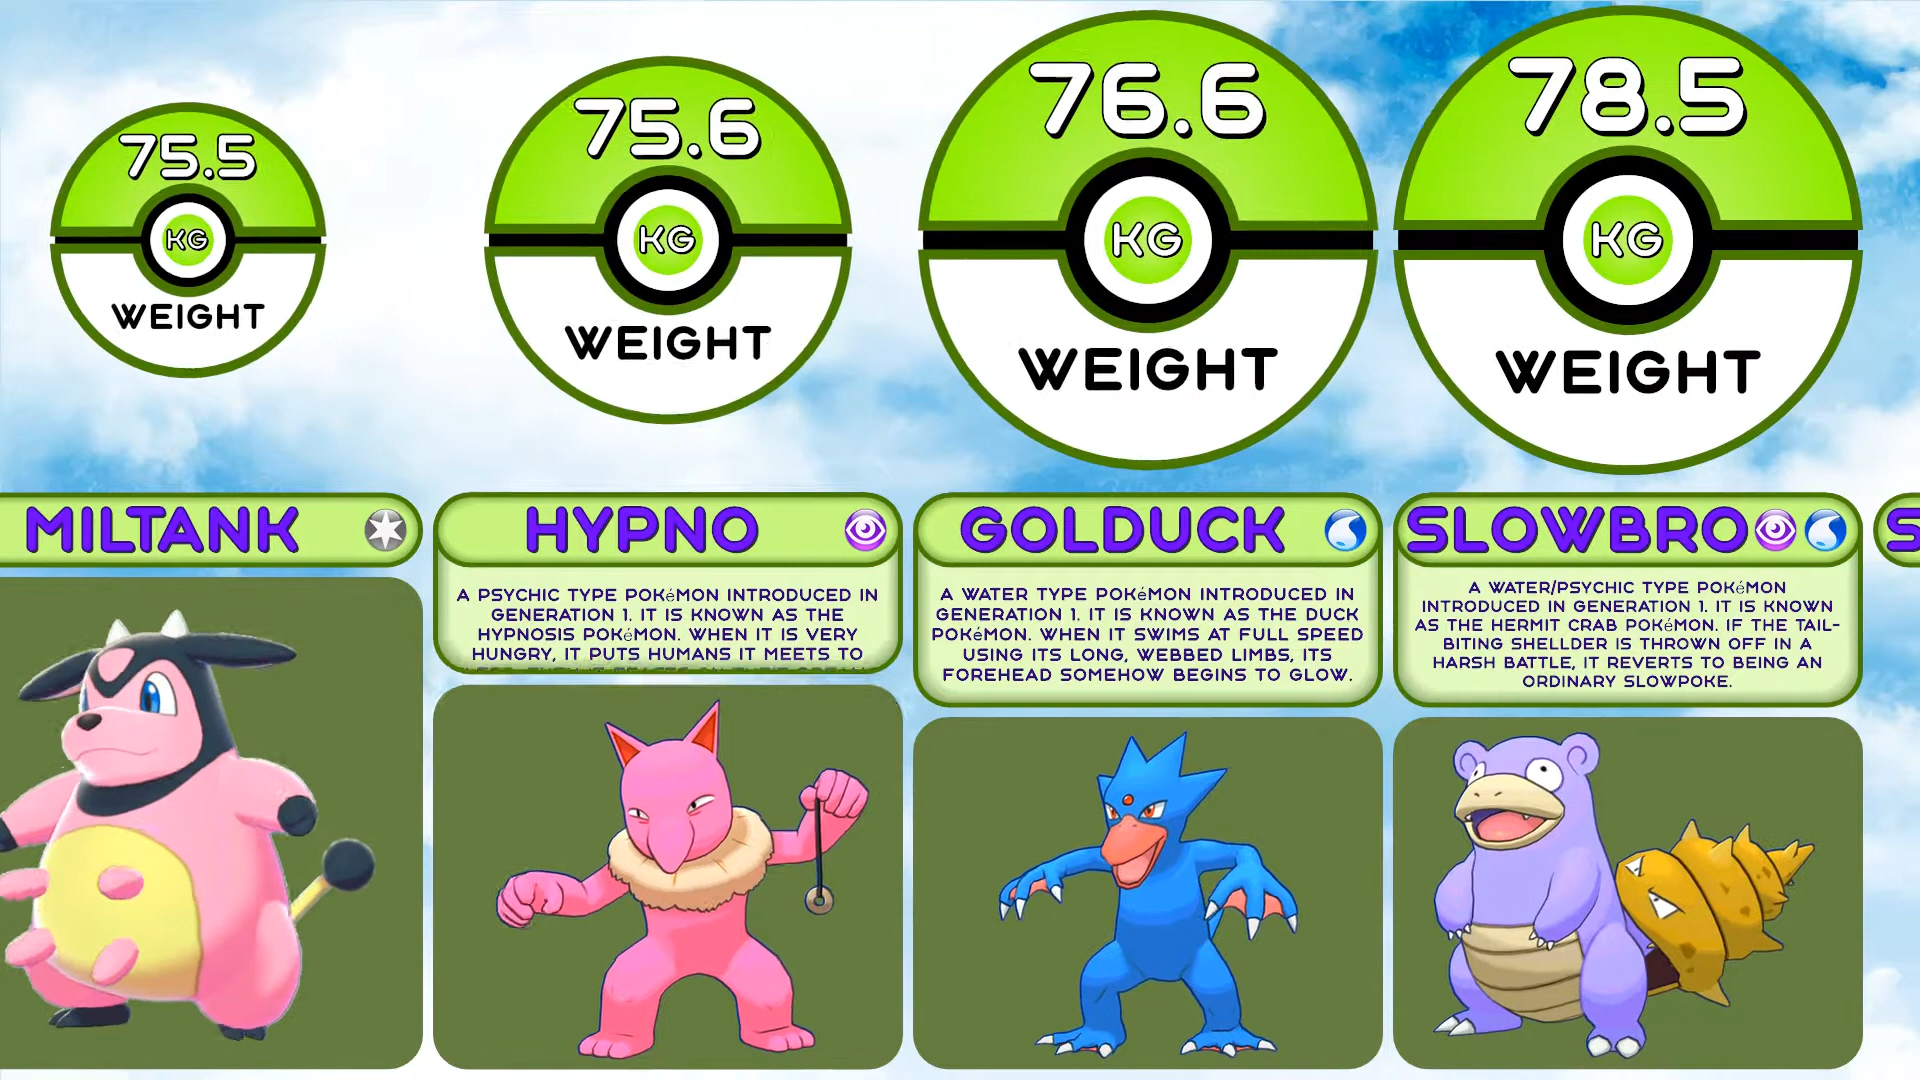 75.5
KG
WEIGHT
75.6
KG
WEIGHT
76.6
KG
WEIGHT
78.5
KG
WEIGHT
MILTANK
HYPNO
A PSYCHIC TYPE POKéMON INTRODUCED IN
GENERATION 1. IT IS KNOWN AS THE
HYPNOSIS POKéMON. WHEN IT IS VERY
HUNGRY, IT PUTS HUMANS IT MEETS TO
GOLDUCK
A WATER TYPE POKéMON INTRODUCED IN
GENERATION 1. IT IS KNOWN AS THE DUCK
POKéMON. WHEN IT SWIMS AT FULL SPEED
USING ITS LONG, WEBBED LIMBS, ITS
FOREHEAD SOMEHOW BEGINS TO GLOW.
SLOWBRO
A WATER/PSYCHIC TYPE POKéMON
INTRODUCED IN GENERATION 1. IT IS KNOWN
AS THE HERMIT CRAB POKéMON. IF THE TAIL-
BITING SHELLDER IS THROWN OFF IN A
HARSH BATTLE, IT REVERTS TO BEING AN
ORDINARY SLOWPOKE.
S